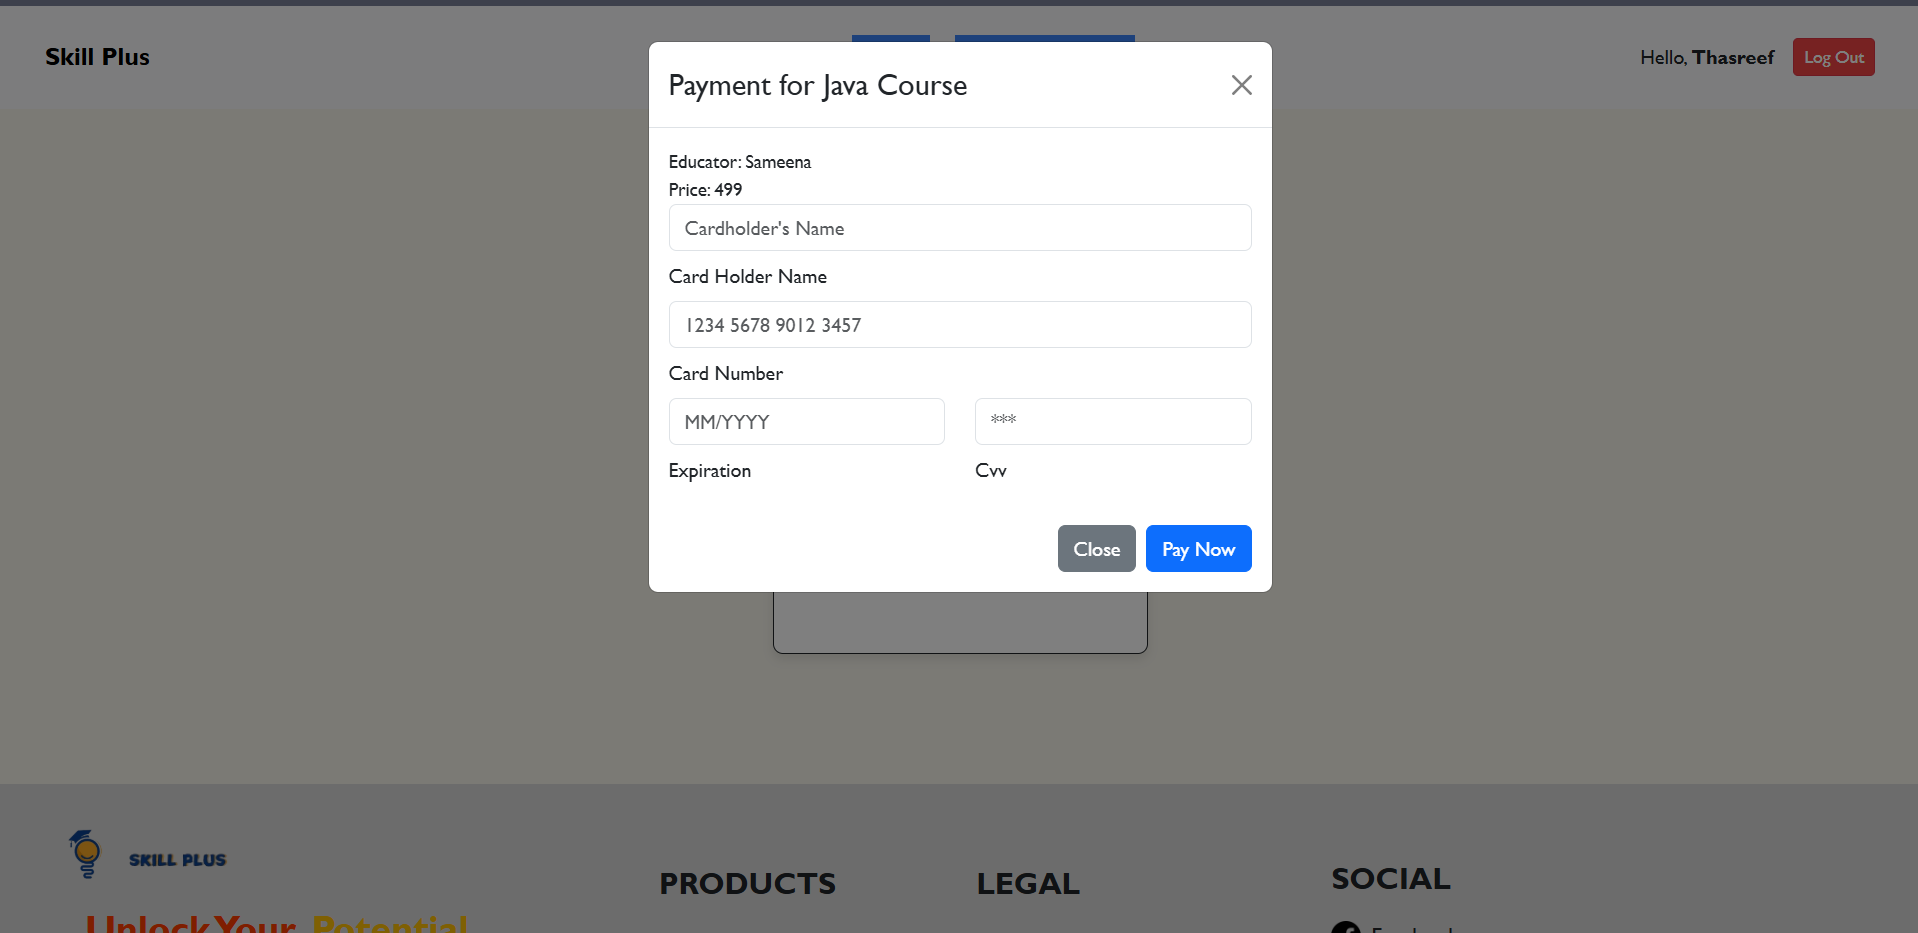 Skill Plus
Hello, Thasreef
Log Out
Payment for Java Course
Educator: Sameena
Price: 499
Cardholder's Name
Card Holder Name
1234 5678 9012 3457
Card Number
MM/YYYY
***
Expiration
Cvv
Close
Pay Now
SKILL PLUS
PRODUCTS
LEGAL
SOCIAL
Unlock Your Potential
Facebook